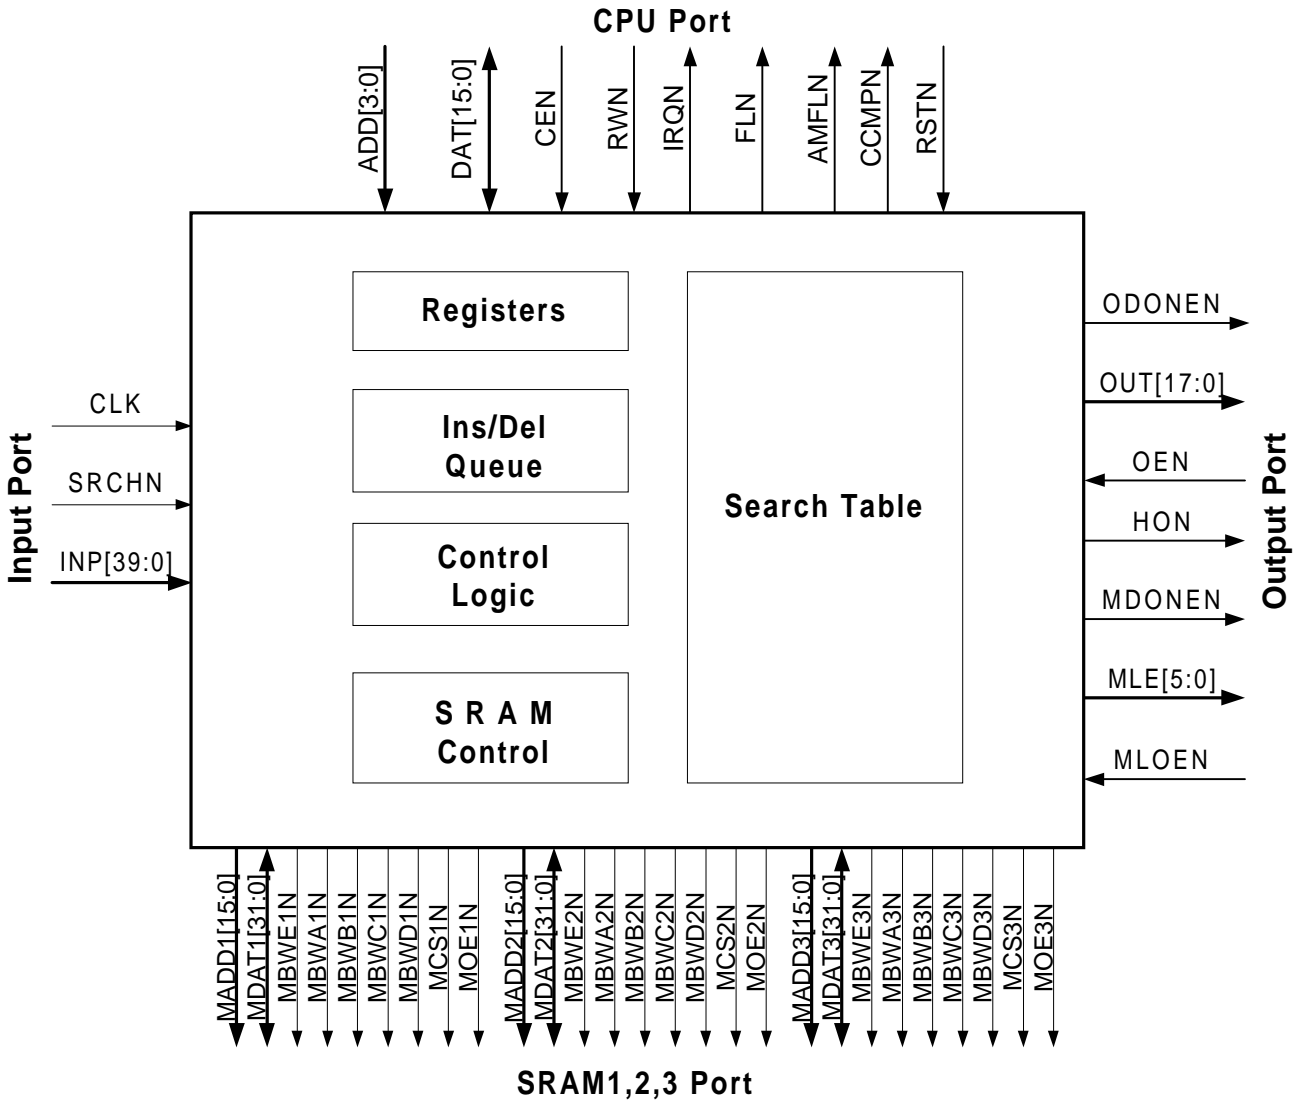 CPU Port
ADD[3:0]
DAT[15:0]
CEN
RWN
IRQN
FLN
AMFLN
CCMPN
RSTN
Input Port
CLK
SRCHN
INP[39:0]
Registers
Ins/Del
Queue
Control
Logic
S R A M
Control
Search Table
ODONEN
OUT[17:0]
OEN
HON
MDONEN
MLE[5:0]
MLOEN
Output Port
MADD1[15:0]
MDAT1[31:0]
MBWE1N
MBWA1N
MBWB1N
MBWC1N
MBWD1N
MCS1N
MOE1N
MADD2[15:0]
MDAT2[31:0]
MBWE2N
MBWA2N
MBWB2N
MBWC2N
MBWD2N
MCS2N
MOE2N
MADD3[15:0]
MDAT3[31:0]
MBWE3N
MBWA3N
MBWB3N
MBWC3N
MBWD3N
MCS3N
MOE3N
SRAM1,2,3 Port